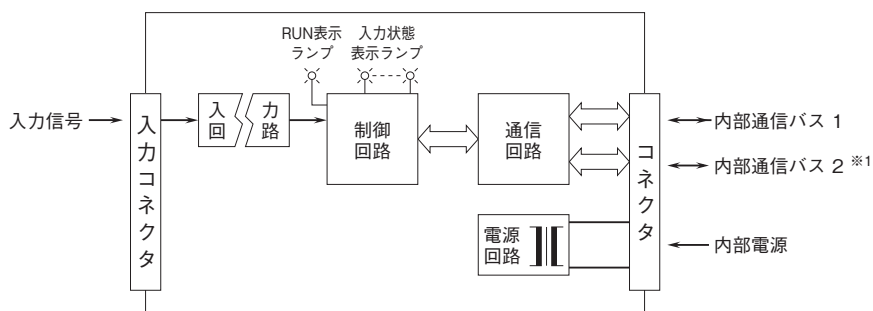 RUN表示
ランプ
入力状態
表示ランプ
入力信号
入力コネクタ
入力
回路
制御
回路
通信
回路
コネクタ
内部通信バス 1
内部通信バス 2 ※1
電源
回路
内部電源